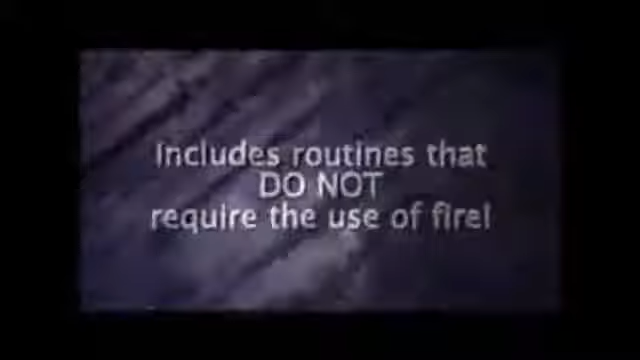 Includes routines that
DO NOT
require the use of fire!